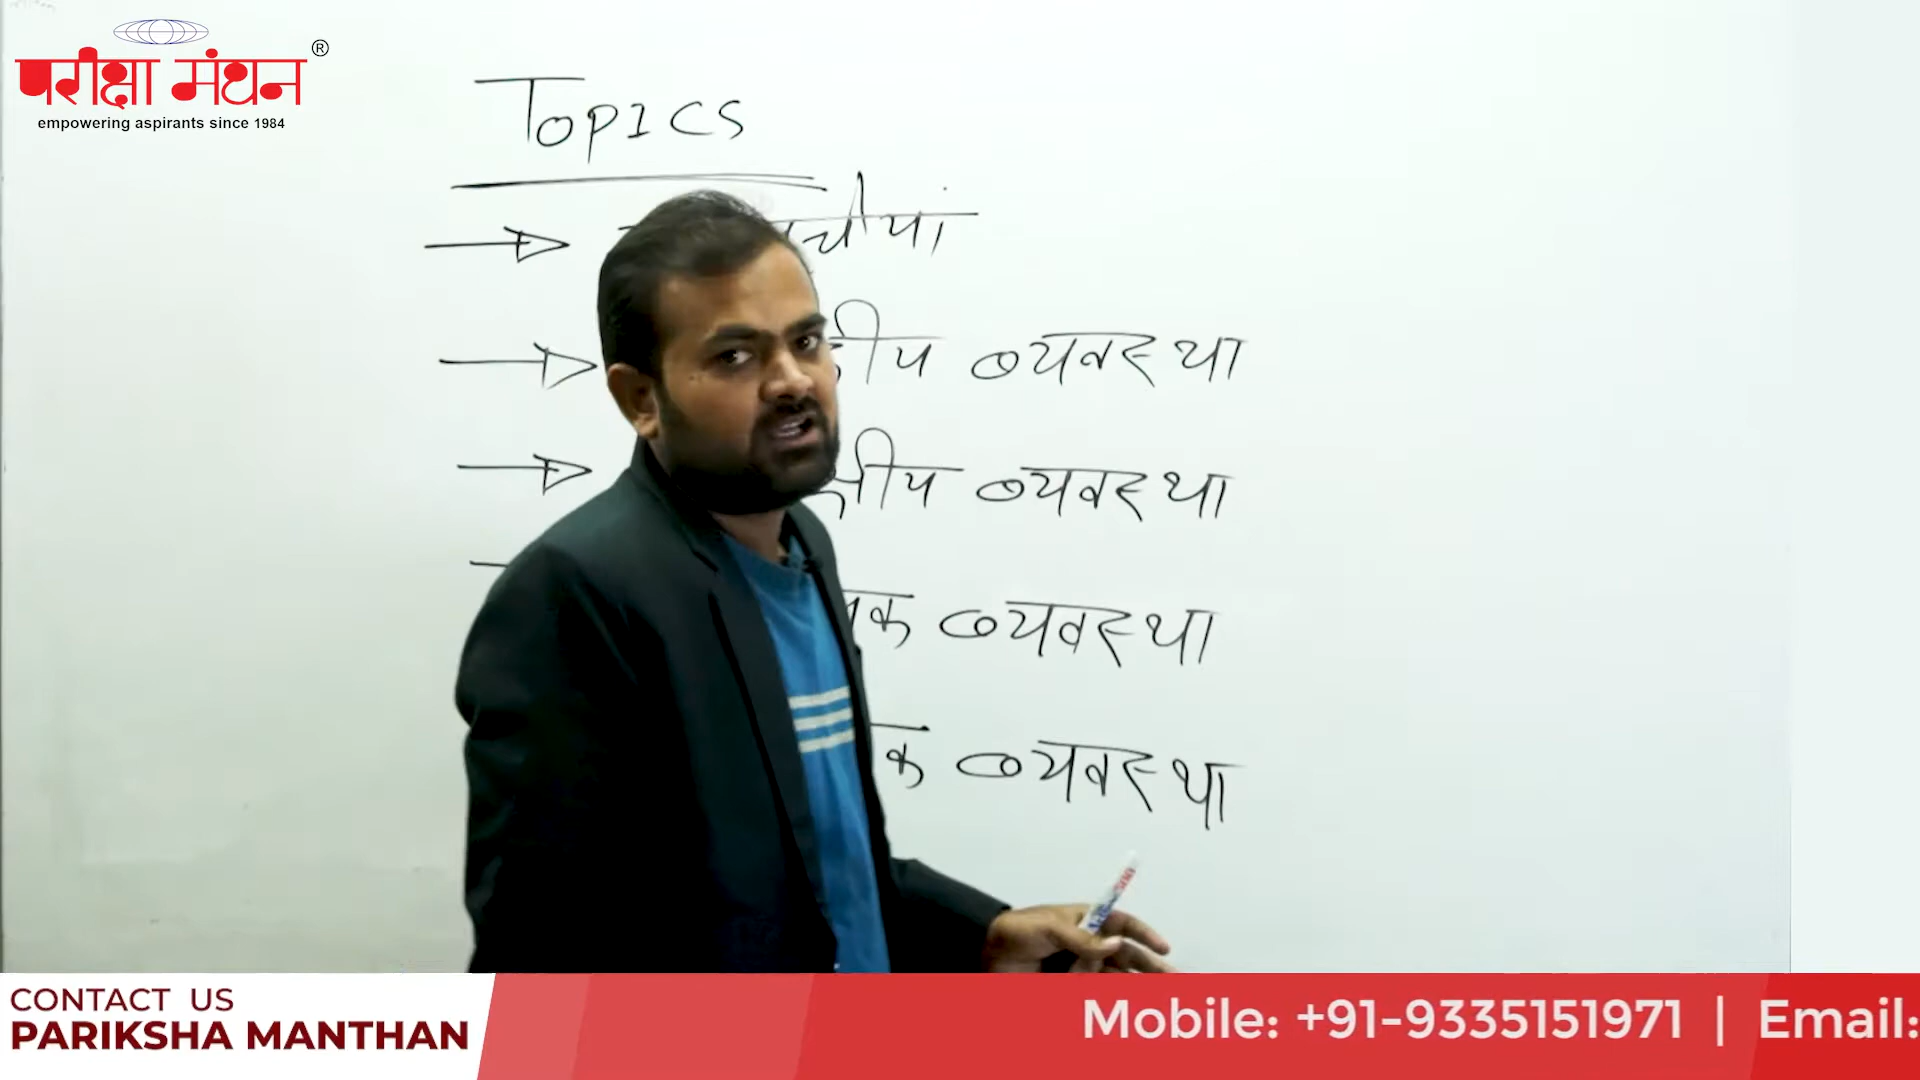 परीक्षा मंथन ®
empowering aspirants since 1984
Topics
व्यवस्था
व्यवस्था
व्यवस्था
व्यवस्था
CONTACT US
PARIKSHA MANTHAN
Mobile: +91-9335151971 | Email: